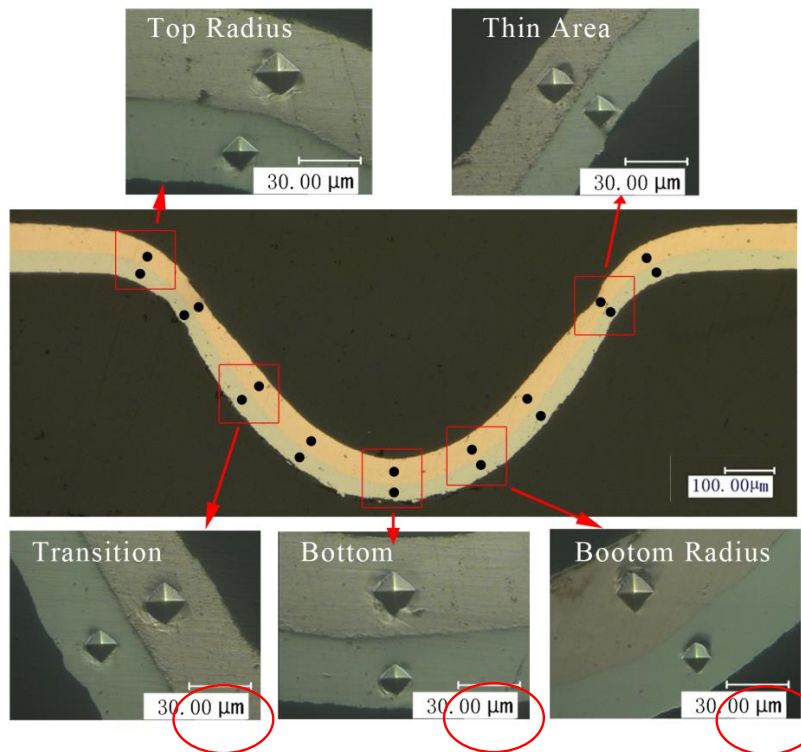 Top Radius
Thin Area
30.00 μm
30.00 μm
100.00μm
Transition
Bottom
Bootom Radius
30.00 μm
30.00 μm
30.00 μm